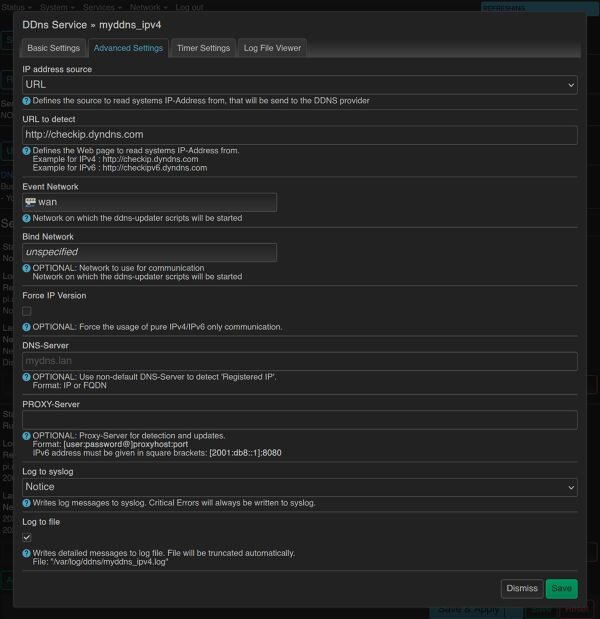 Status System Services Network Log out
REFRESHING
DDns Service » myddns_ipv4
Basic Settings Advanced Settings Timer Settings Log File Viewer
IP address source
URL
Defines the source to read systems IP-Address from, that will be send to the DDNS provider
URL to detect
http://checkip.dyndns.com
Defines the Web page to read systems IP-Address from.
Example for IPv4 : http://checkip.dyndns.com
Example for IPv6 : http://checkipv6.dyndns.com
Event Network
wan
Network on which the ddns-updater scripts will be started
Bind Network
unspecified
OPTIONAL: Network to use for communication
Network on which the ddns-updater scripts will be started
Force IP Version
OPTIONAL: Force the usage of pure IPv4/IPv6 only communication.
DNS-Server
mydns.lan
OPTIONAL: Use non-default DNS-Server to detect 'Registered IP'.
Format: IP or FQDN
PROXY-Server
OPTIONAL: Proxy-Server for detection and updates.
Format: [user:password@]proxyhost:port
IPv6 address must be given in square brackets: [2001:db8::1]:8080
Log to syslog
Notice
Writes log messages to syslog. Critical Errors will always be written to syslog.
Log to file
Writes detailed messages to log file. File will be truncated automatically.
File: "/var/log/ddns/myddns_ipv4.log"
Dismiss Save
Save & Apply Save Reset